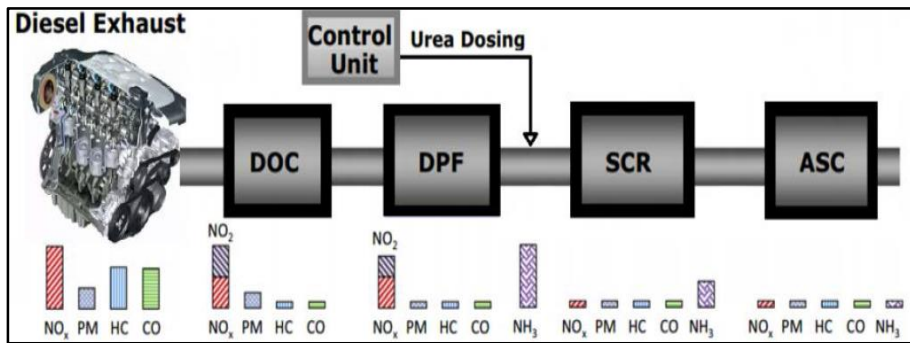 Diesel Exhaust
Control
Unit
Urea Dosing
DOC
DPF
SCR
ASC
NO₂
NO₂
NOₓ PM HC CO
NOₓ PM HC CO
NOₓ PM HC CO NH₃
NOₓ PM HC CO NH₃
NOₓ PM HC CO NH₃